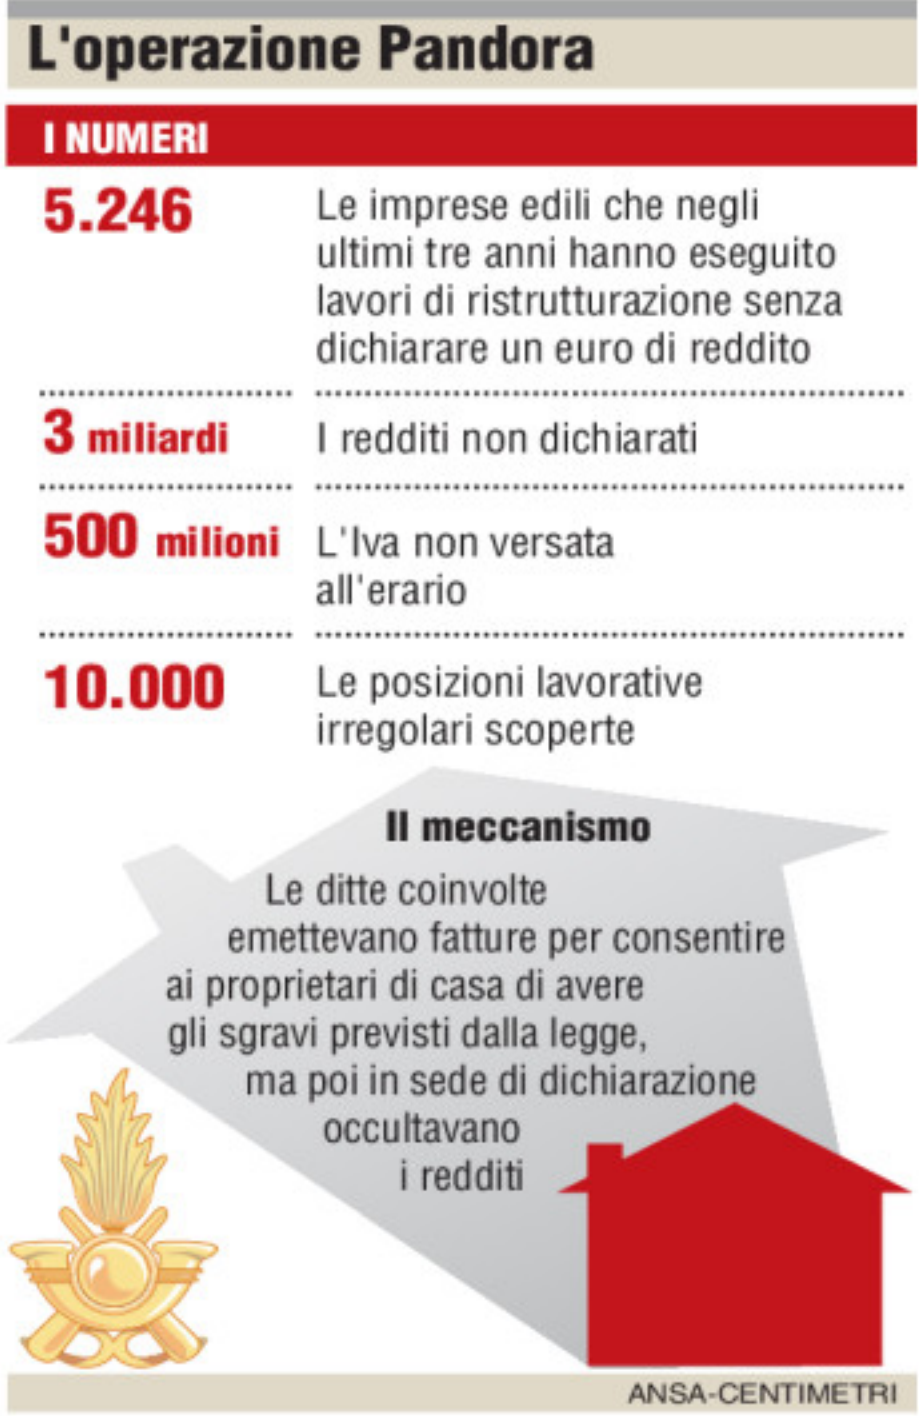 L'operazione Pandora
I NUMERI
5.246
Le imprese edili che negli
ultimi tre anni hanno eseguito
lavori di ristrutturazione senza
dichiarare un euro di reddito
3 miliardi
I redditi non dichiarati
500 milioni
L'Iva non versata
all'erario
10.000
Le posizioni lavorative
irregolari scoperte
Il meccanismo
Le ditte coinvolte
emettevano fatture per consentire
ai proprietari di casa di avere
gli sgravi previsti dalla legge,
ma poi in sede di dichiarazione
occultavano
i redditi
ANSA-CENTIMETRI